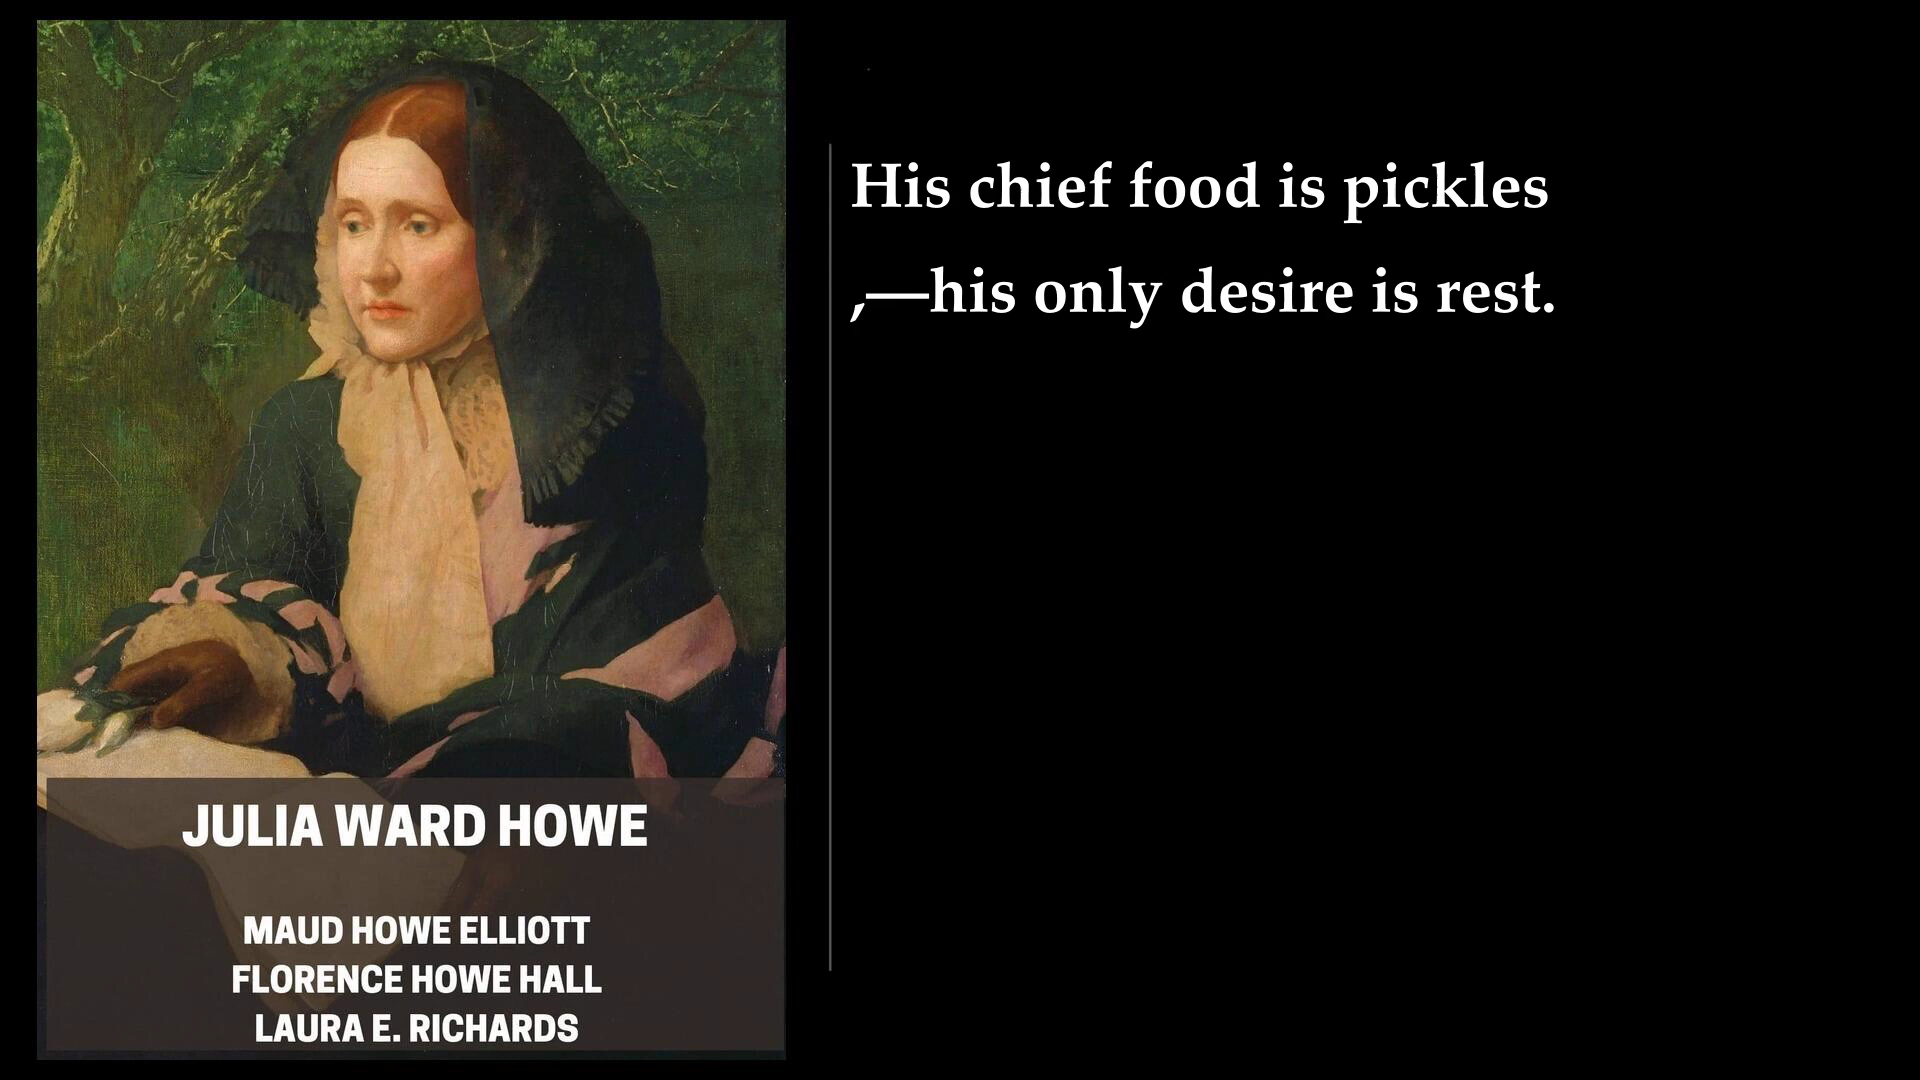 His chief food is pickles
,—his only desire is rest.
JULIA WARD HOWE
MAUD HOWE ELLIOTT
FLORENCE HOWE HALL
LAURA E. RICHARDS